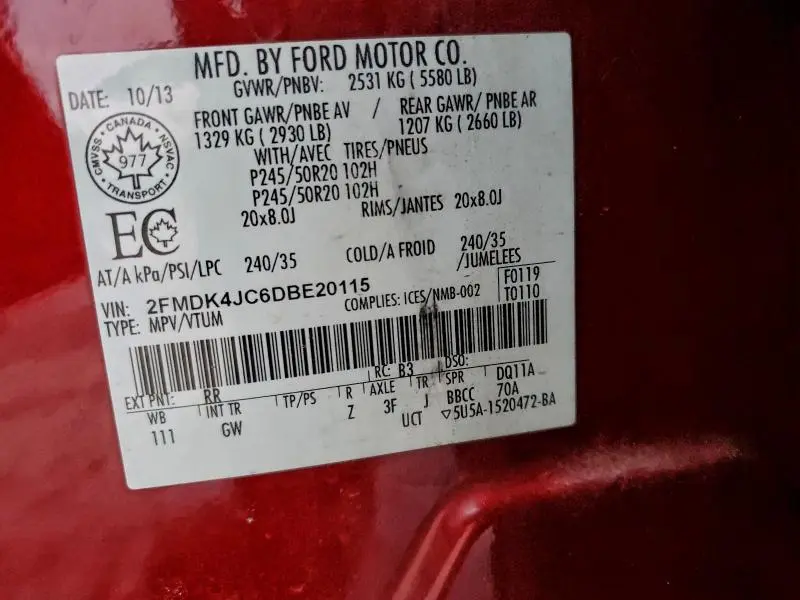 MFD. BY FORD MOTOR CO.
DATE: 10/13
GVWR/PNBV: 2531 KG ( 5580 LB)
FRONT GAWR/PNBE AV / REAR GAWR/ PNBE AR
1329 KG ( 2930 LB) 1207 KG ( 2660 LB)
WITH/AVEC TIRES/PNEUS
P245/50R20 102H
P245/50R20 102H
20x8.0J RIMS/JANTES 20x8.0J
CMVSS • CANADA • NSVAC
977
• TRANSPORT •
EC
AT/A kPa/PSI/LPC 240/35 COLD/A FROID 240/35
/JUMELEES
VIN: 2FMDK4JC6DBE20115 COMPLIES: ICES/NMB-002 F0119
TYPE: MPV/VTUM T0110
EXT PNT: RR RC: B3 DSO:
WB INT TR TP/PS R AXLE TR SPR DQ11A
111 GW Z 3F J BBCC 70A
UCT ▽5U5A-1520472-BA